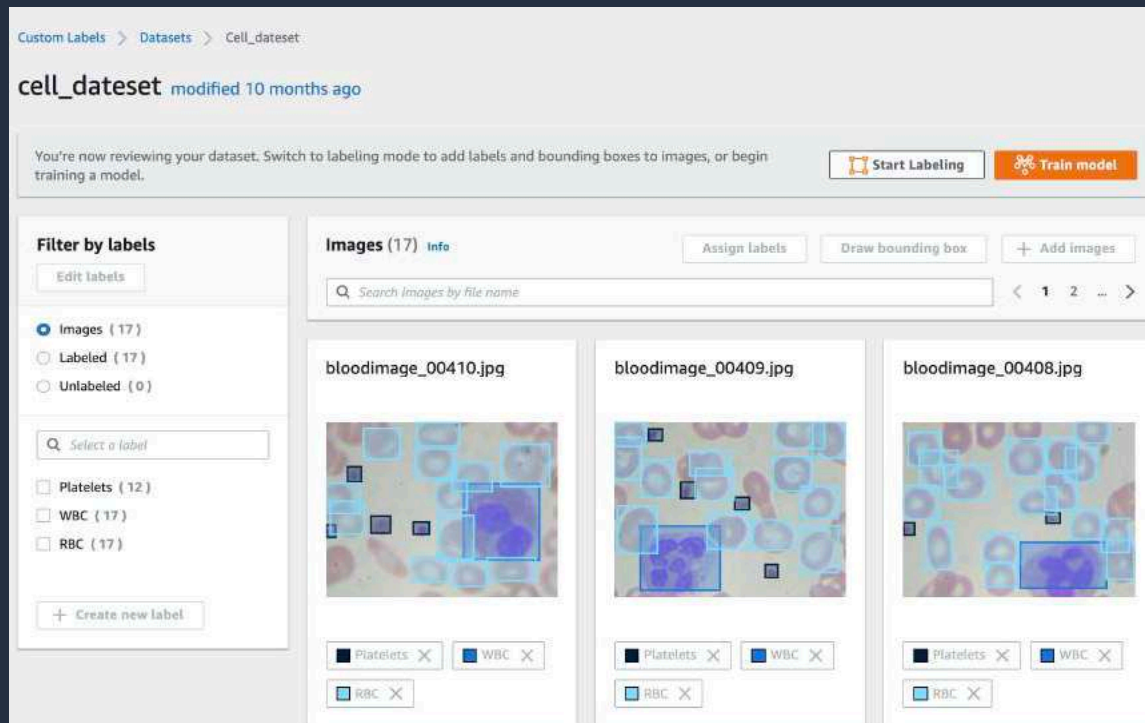 Custom Labels > Datasets > Cell_dateset
cell_dateset modified 10 months ago
You're now reviewing your dataset. Switch to labeling mode to add labels and bounding boxes to images, or begin
training a model.
Start Labeling
Train model
Filter by labels
Edit labels
Images (17)
Labeled (17)
Unlabeled (0)
Select a label
Platelets (12)
WBC (17)
RBC (17)
+ Create new label
Images (17) Info
Assign labels
Draw bounding box
+ Add images
Search images by file name
< 1 2 ... >
bloodimage_00410.jpg
Platelets X WBC X
RBC X
bloodimage_00409.jpg
Platelets X WBC X
RBC X
bloodimage_00408.jpg
Platelets X WBC X
RBC X